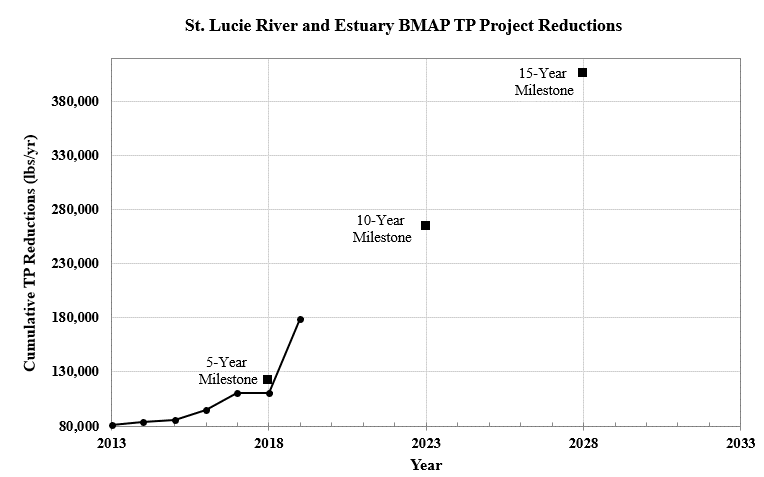 St. Lucie River and Estuary BMAP TP Project Reductions
Cumulative TP Reductions (lbs/yr)
380,000
330,000
280,000
230,000
180,000
130,000
80,000
15-Year
Milestone
10-Year
Milestone
5-Year
Milestone
2013
2018
2023
2028
2033
Year